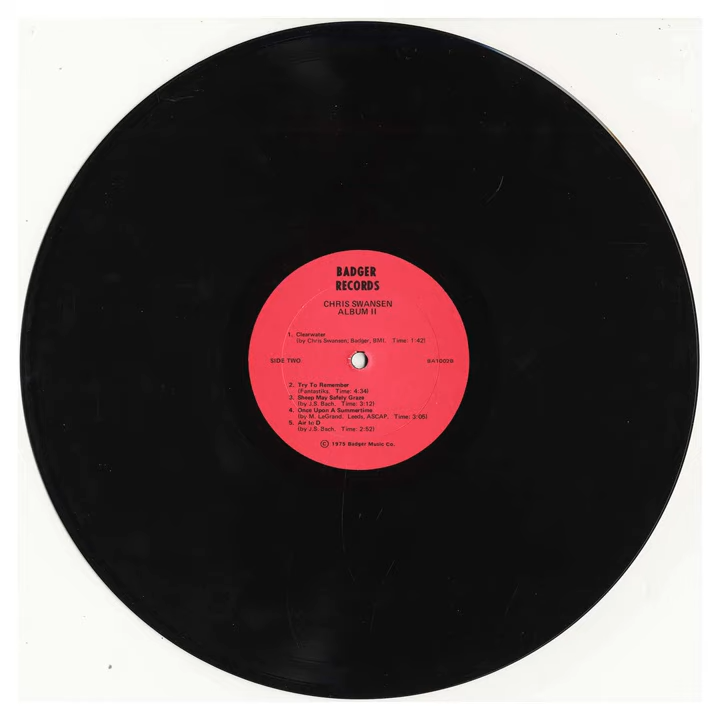 BADGER
RECORDS
CHRIS SWANSEN
ALBUM II
1. Clearwater
(by Chris Swansen; Badger, BMI. Time: 1:42)
SIDE TWO
BA1002B
2. Try To Remember
(Fantastiks, Time: 4:34)
3. Sheep May Safely Graze
(by J.S. Bach, Time: 3:12)
4. Once Upon A Summertime
(by M. LeGrand, Leeds, ASCAP, Time: 3:05)
5. Air to D
(by J.S. Bach, Time: 2:52)
© 1975 Badger Music Co.